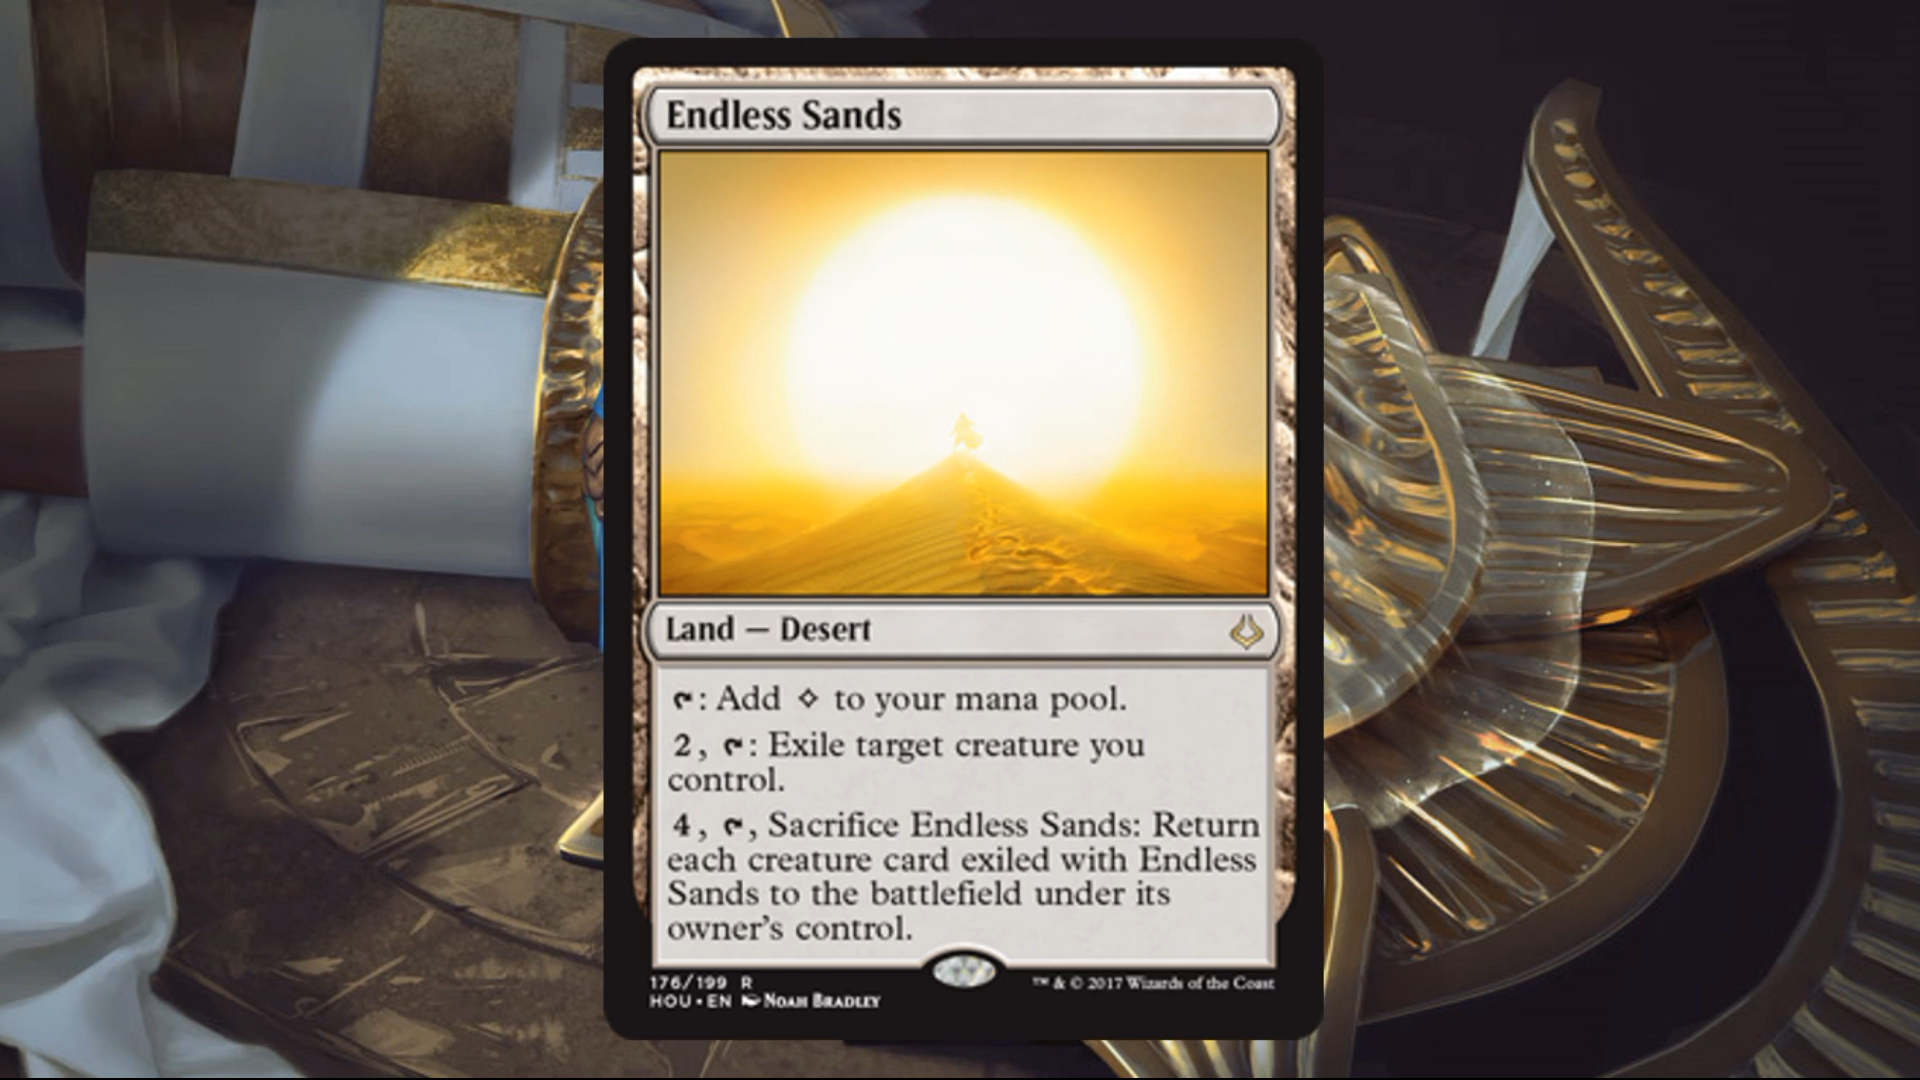 Endless Sands
Land — Desert
: Add to your mana pool.
2, : Exile target creature you
control.
4, , Sacrifice Endless Sands: Return
each creature card exiled with Endless
Sands to the battlefield under its
owner's control.
176/199 R
HOU • EN Noah Bradley
™ & © 2017 Wizards of the Coast